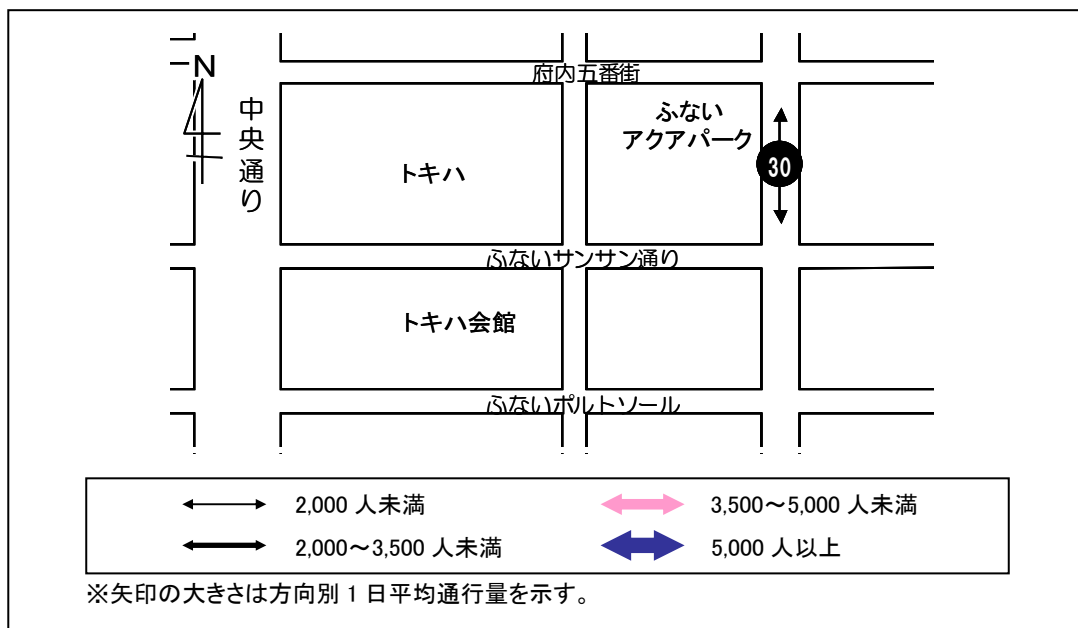 N
府内五番街
中央通り
ふない
アクアパーク
トキハ
30
ふないサンサン通り
トキハ会館
ふないポルトソール
2,000 人未満
3,500～5,000 人未満
2,000～3,500 人未満
5,000 人以上
※矢印の大きさは方向別 1 日平均通行量を示す。